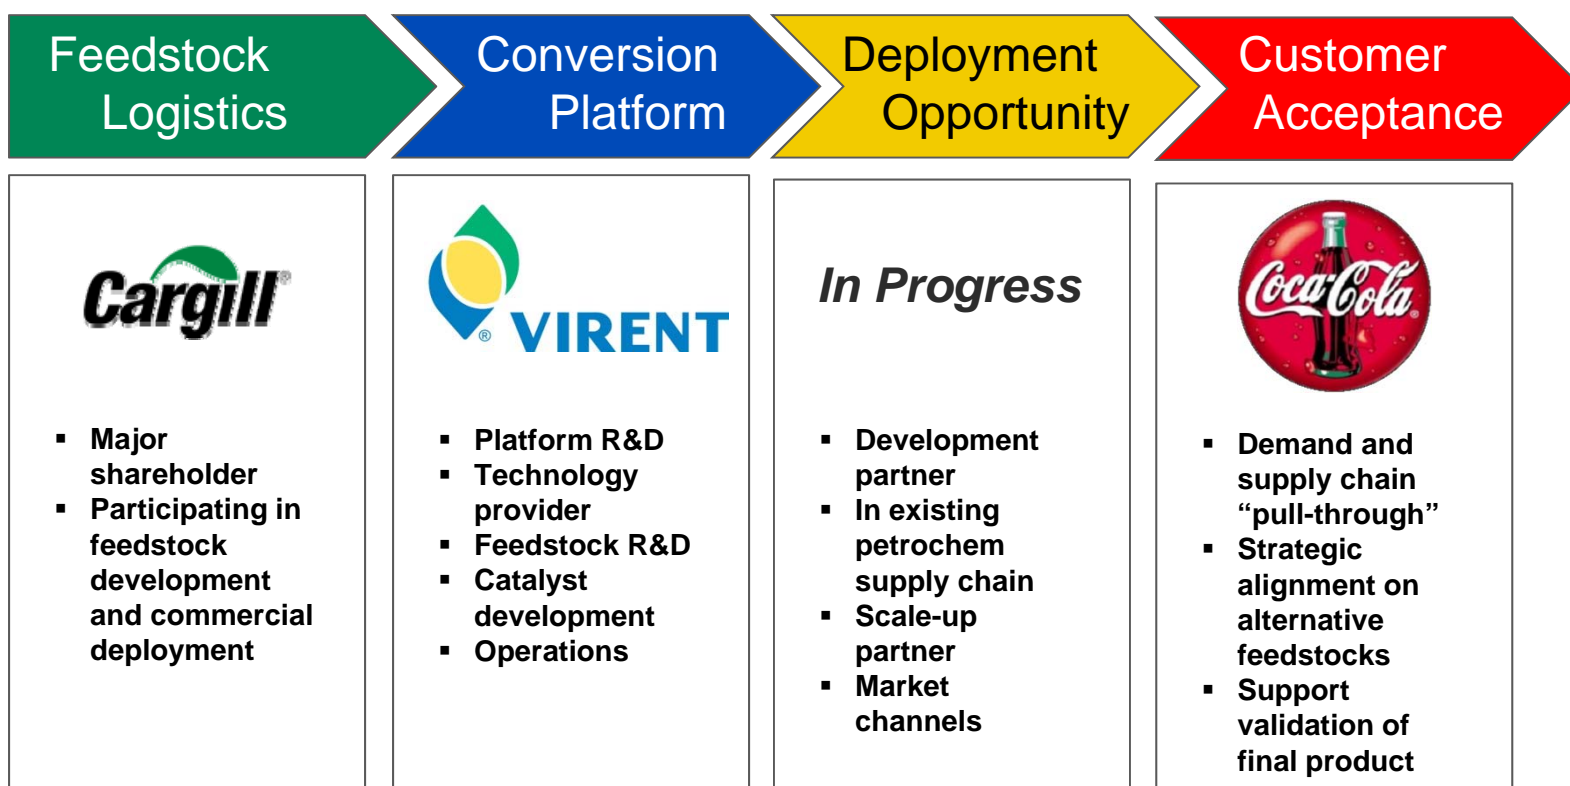 Feedstock
Logistics
Conversion
Platform
Deployment
Opportunity
Customer
Acceptance
Cargill®
▪ Major
shareholder
▪ Participating in
feedstock
development
and commercial
deployment
VIRENT
®
▪ Platform R&D
▪ Technology
provider
▪ Feedstock R&D
▪ Catalyst
development
▪ Operations
In Progress
▪ Development
partner
▪ In existing
petrochem
supply chain
▪ Scale-up
partner
▪ Market
channels
Coca-Cola®
▪ Demand and
supply chain
“pull-through”
▪ Strategic
alignment on
alternative
feedstocks
▪ Support
validation of
final product